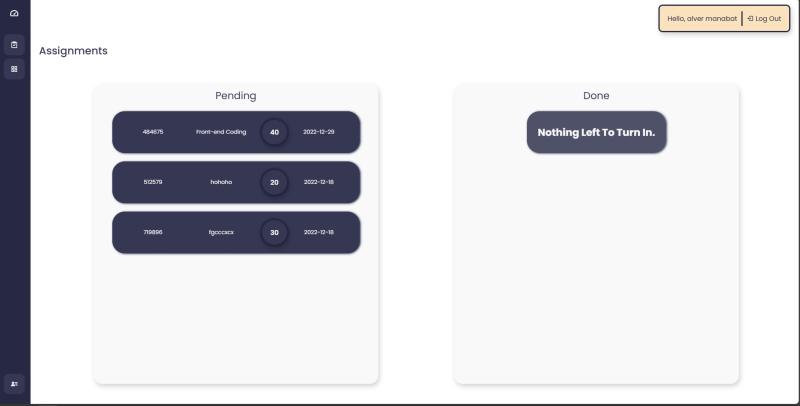 Hello, alver manabat Log Out
Assignments
Pending
484675 Front-end Coding 40 2022-12-29
512579 hohoho 20 2022-12-18
719896 fgcccxcx 30 2022-12-18
Done
Nothing Left To Turn In.